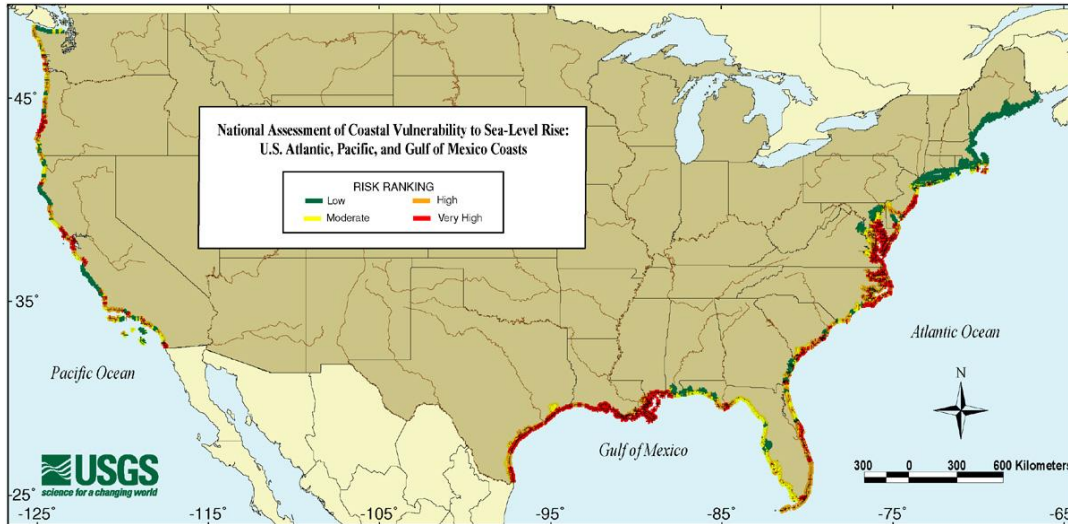 National Assessment of Coastal Vulnerability to Sea-Level Rise:
U.S. Atlantic, Pacific, and Gulf of Mexico Coasts
RISK RANKING
Low
High
Moderate
Very High
45°
35°
25°
Pacific Ocean
Atlantic Ocean
Gulf of Mexico
N
USGS
science for a changing world
300 0 300 600 Kilometers
-125 -115 -105 -95 -85 -75 -65